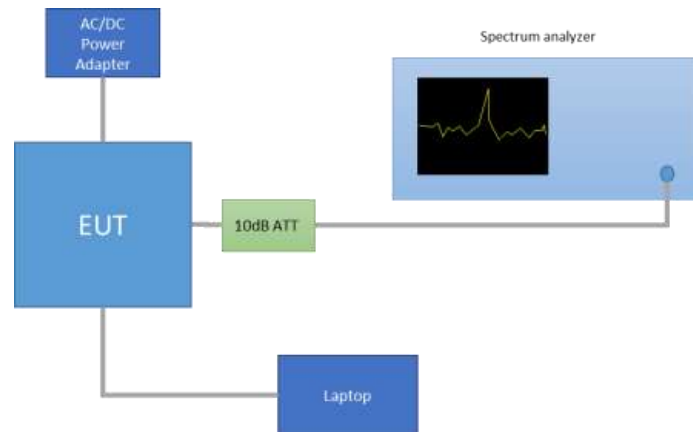 AC/DC
Power
Adapter
Spectrum analyzer
EUT
10dB ATT
Laptop